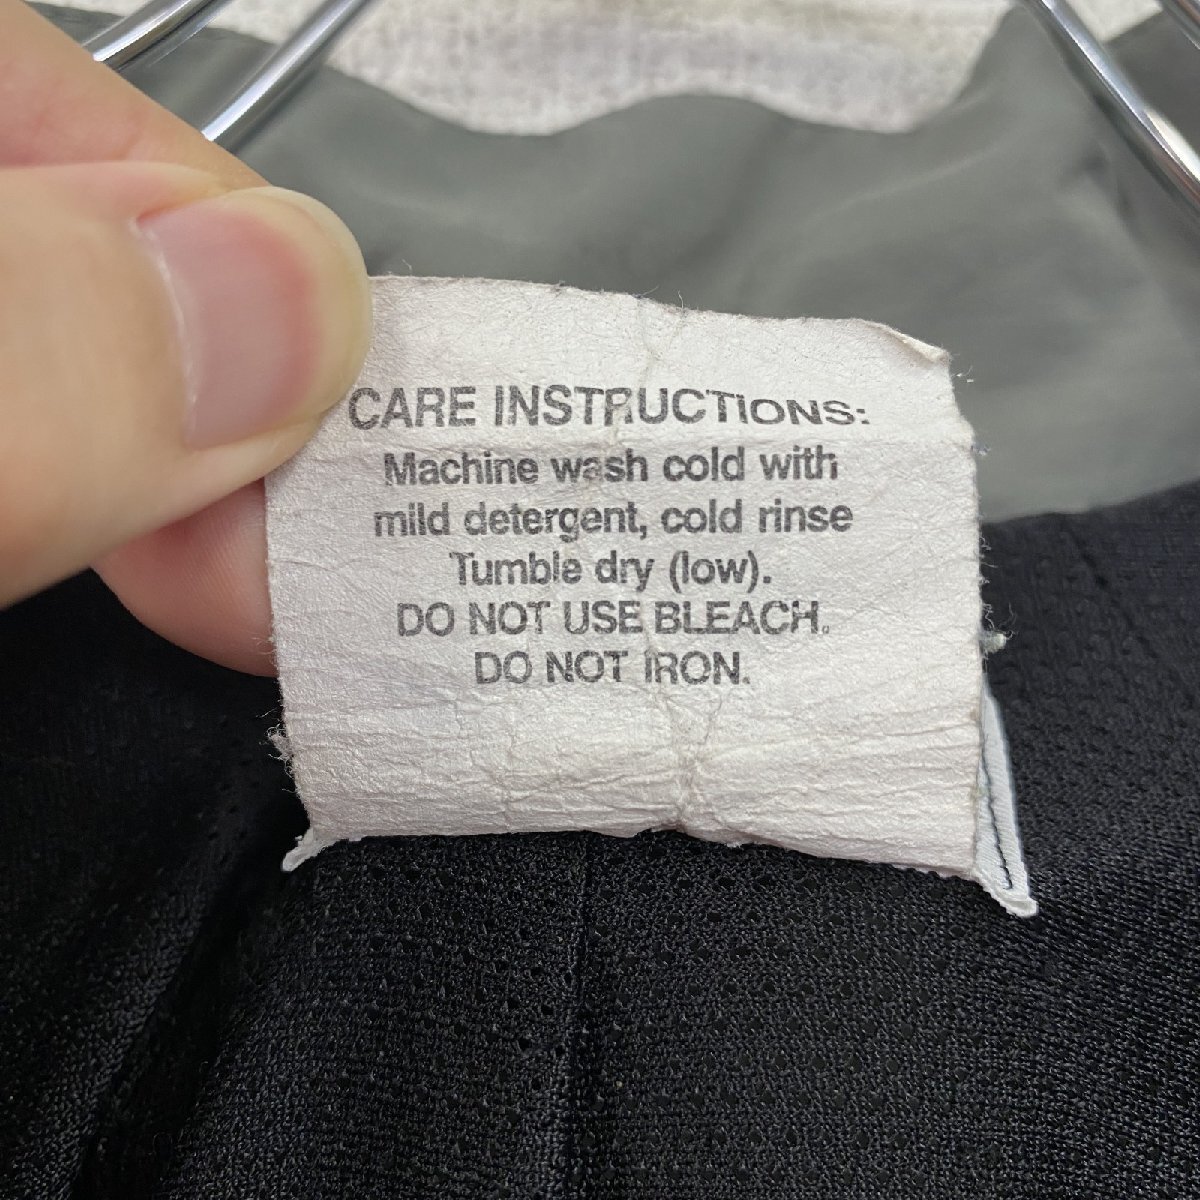 CARE INSTRUCTIONS:
Machine wash cold with
mild detergent, cold rinse
Tumble dry (low).
DO NOT USE BLEACH.
DO NOT IRON.